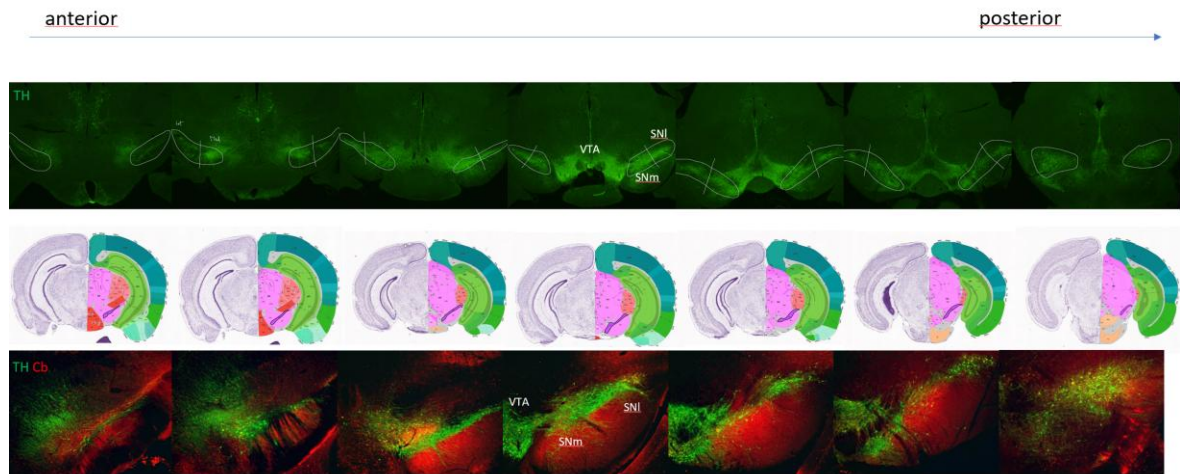 anterior
posterior
TH
VTA
SNl
SNm
TH Cb
VTA
SNl
SNm